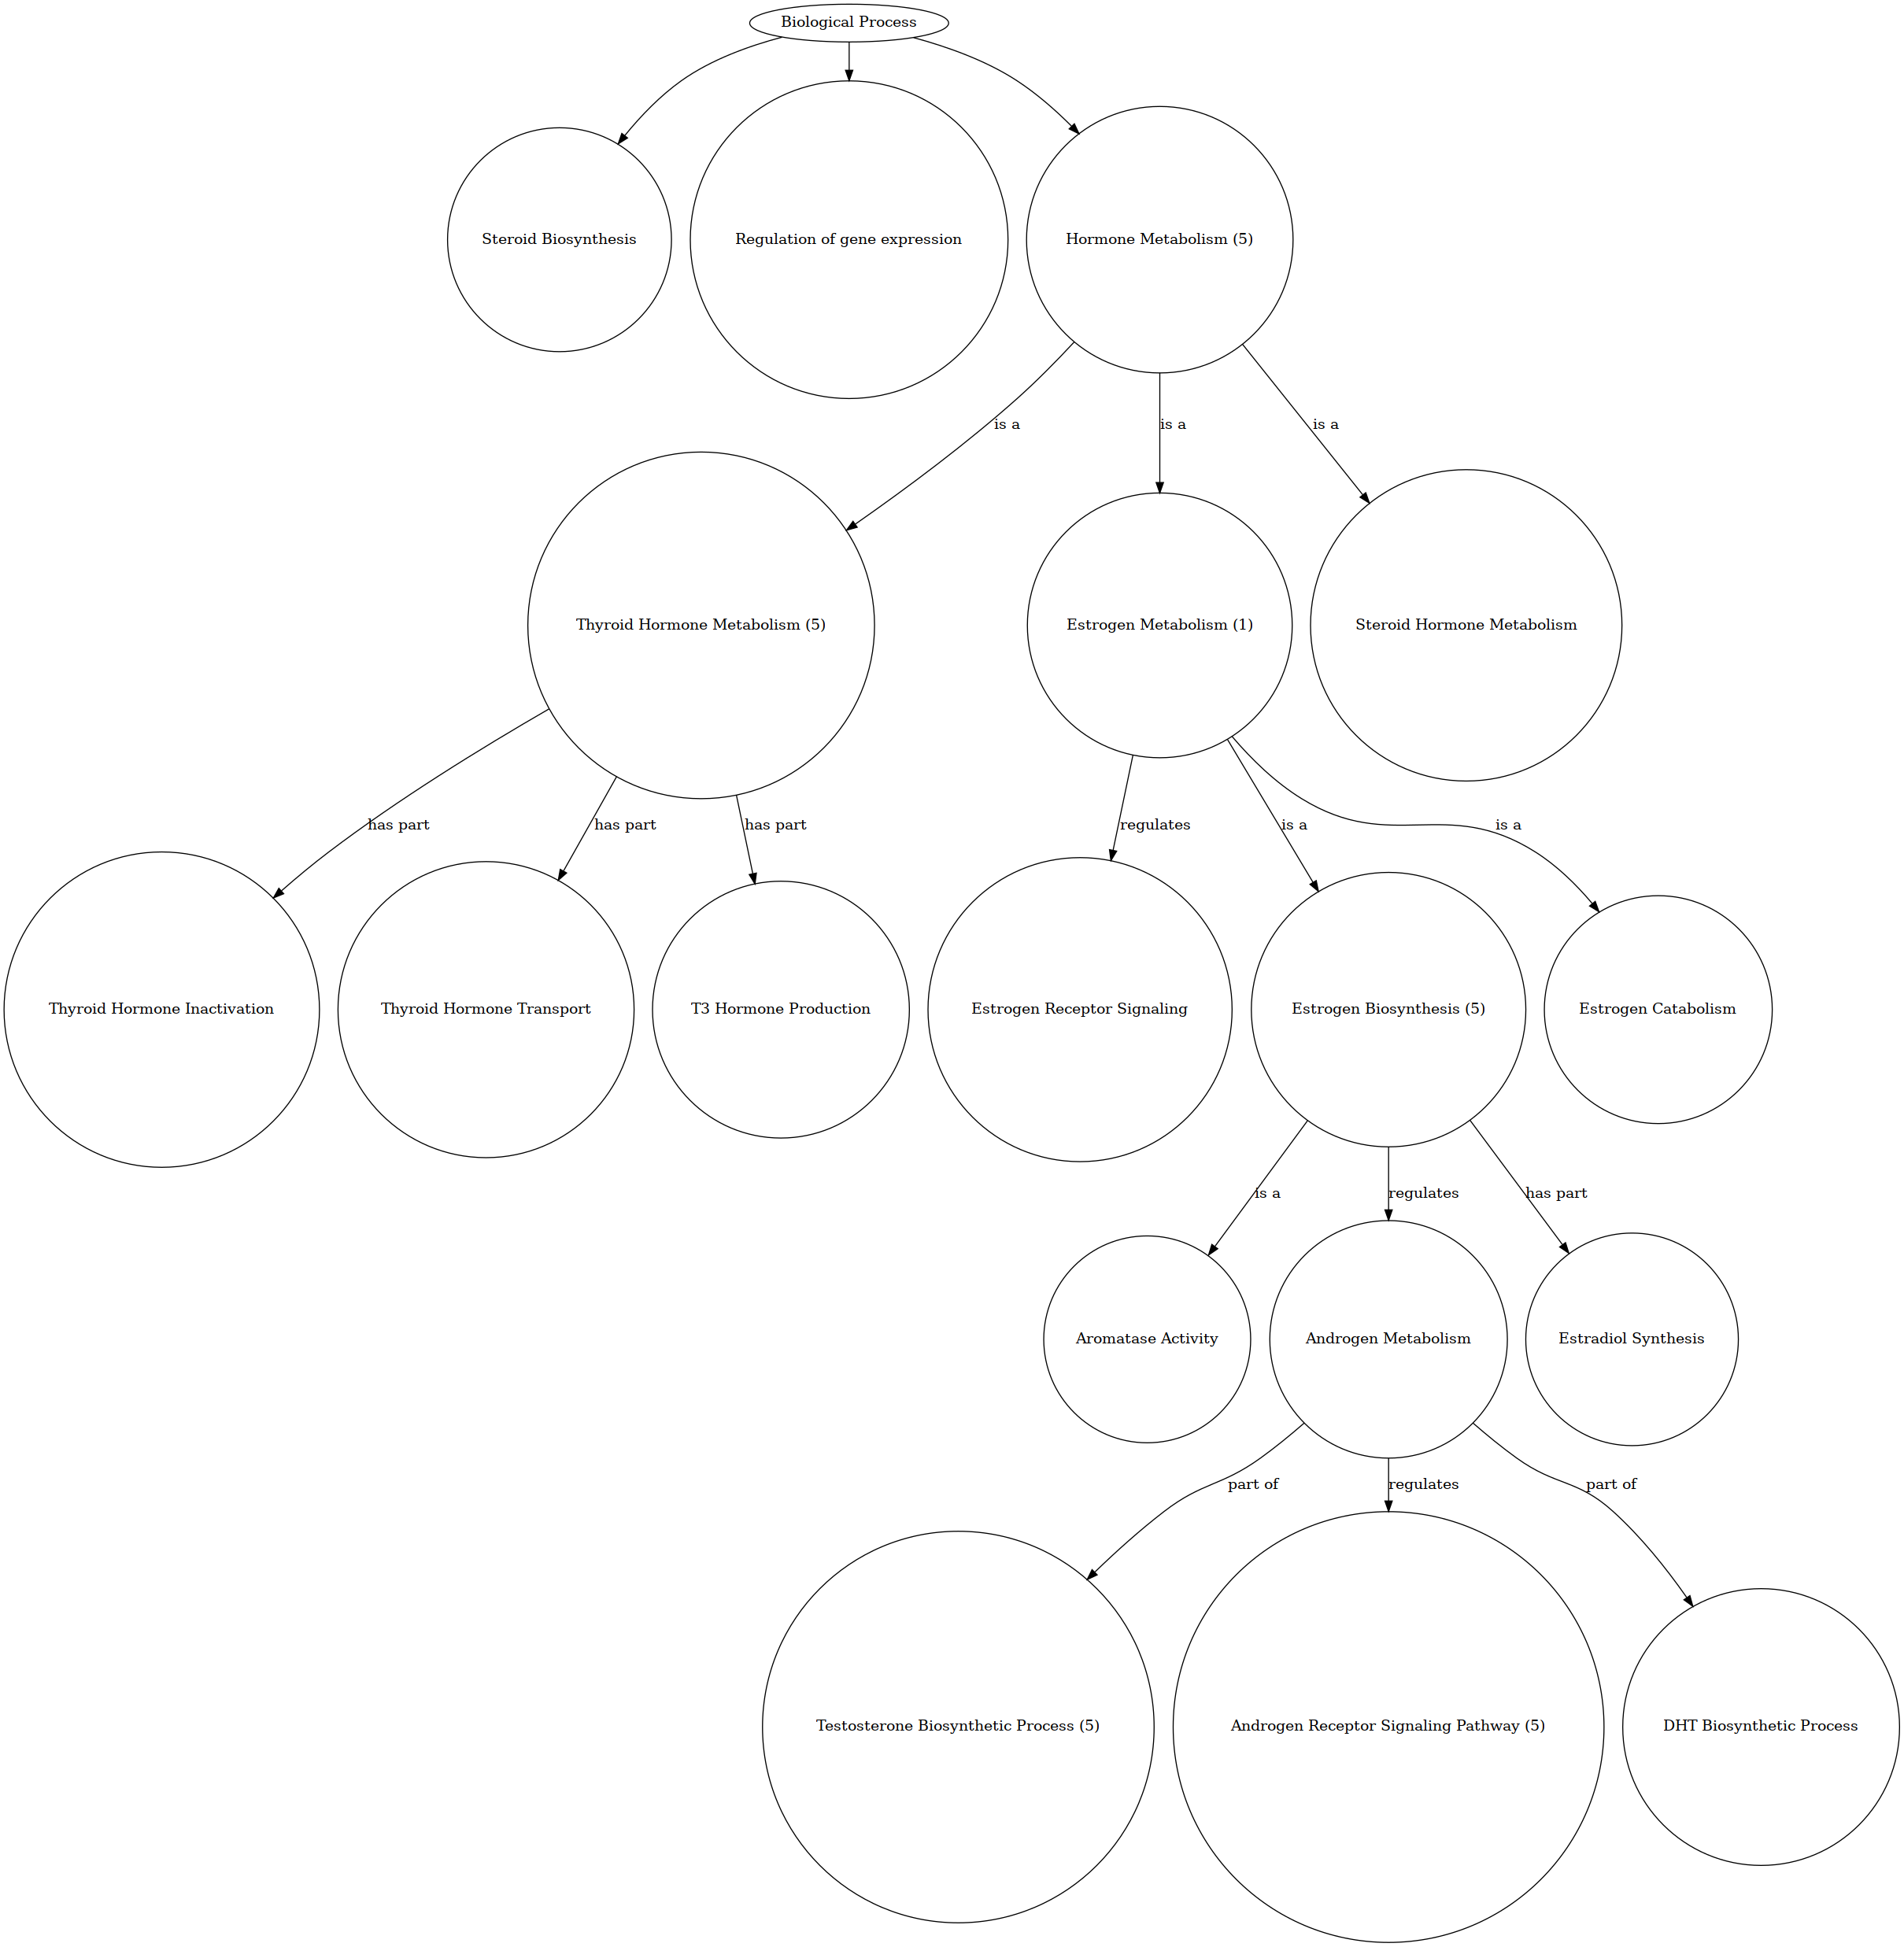 Biological Process
Steroid Biosynthesis
Regulation of gene expression
Hormone Metabolism (5)
is a
is a
is a
Thyroid Hormone Metabolism (5)
Estrogen Metabolism (1)
Steroid Hormone Metabolism
has part
has part
has part
regulates
is a
is a
Thyroid Hormone Inactivation
Thyroid Hormone Transport
T3 Hormone Production
Estrogen Receptor Signaling
Estrogen Biosynthesis (5)
Estrogen Catabolism
is a
regulates
has part
Aromatase Activity
Androgen Metabolism
Estradiol Synthesis
part of
regulates
part of
Testosterone Biosynthetic Process (5)
Androgen Receptor Signaling Pathway (5)
DHT Biosynthetic Process